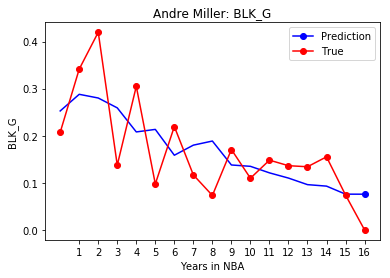 Andre Miller: BLK_G
Prediction
True
0.4
0.3
0.2
0.1
0.0
BLK_G
1 2 3 4 5 6 7 8 9 10 11 12 13 14 15 16
Years in NBA